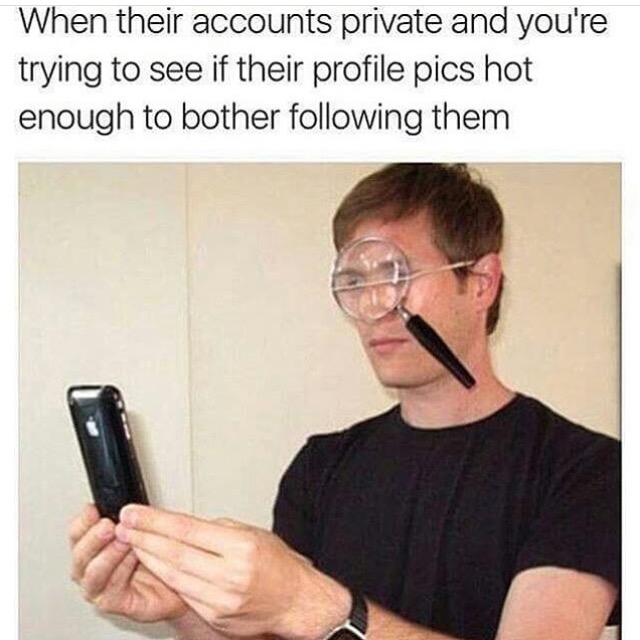 When their accounts private and you're
trying to see if their profile pics hot
enough to bother following them